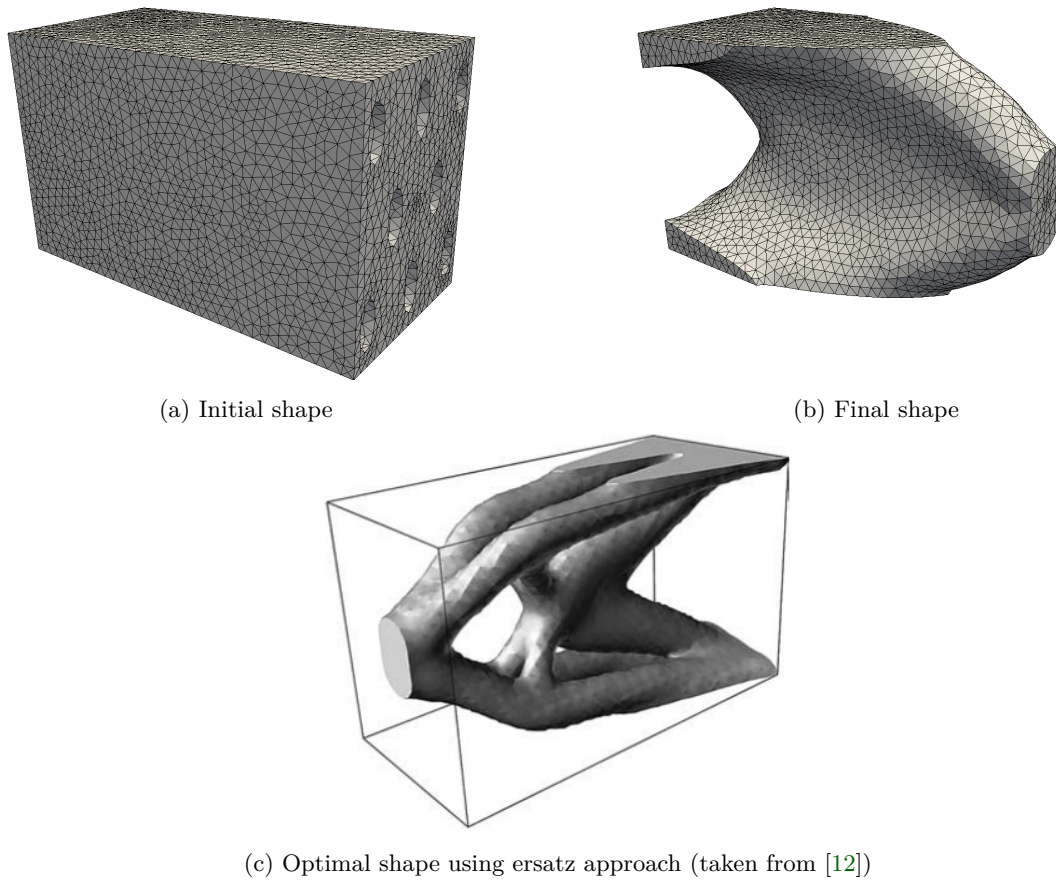 (a) Initial shape
(b) Final shape
(c) Optimal shape using ersatz approach (taken from [12])